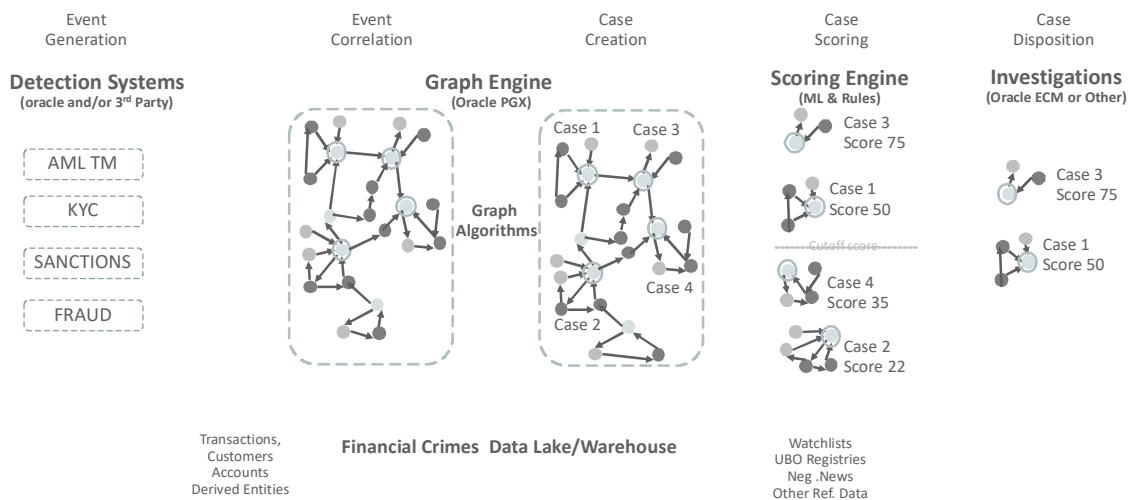 Event
Generation
Event
Correlation
Case
Creation
Case
Scoring
Case
Disposition
Detection Systems
(oracle and/or 3rd Party)
Graph Engine
(Oracle PGX)
Scoring Engine
(ML & Rules)
Investigations
(Oracle ECM or Other)
AML TM
KYC
SANCTIONS
FRAUD
Graph
Algorithms
Case 1
Case 3
Case 4
Case 2
Case 3
Score 75
Case 1
Score 50
Cutoff score
Case 4
Score 35
Case 2
Score 22
Case 3
Score 75
Case 1
Score 50
Transactions,
Customers
Accounts
Derived Entities
Financial Crimes Data Lake/Warehouse
Watchlists
UBO Registries
Neg .News
Other Ref. Data